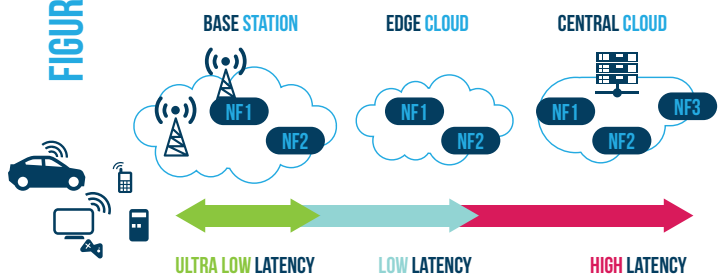 FIGUR
BASE STATION
EDGE CLOUD
CENTRAL CLOUD
NF1
NF2
NF1
NF2
NF1
NF2
NF3
ULTRA LOW LATENCY
LOW LATENCY
HIGH LATENCY